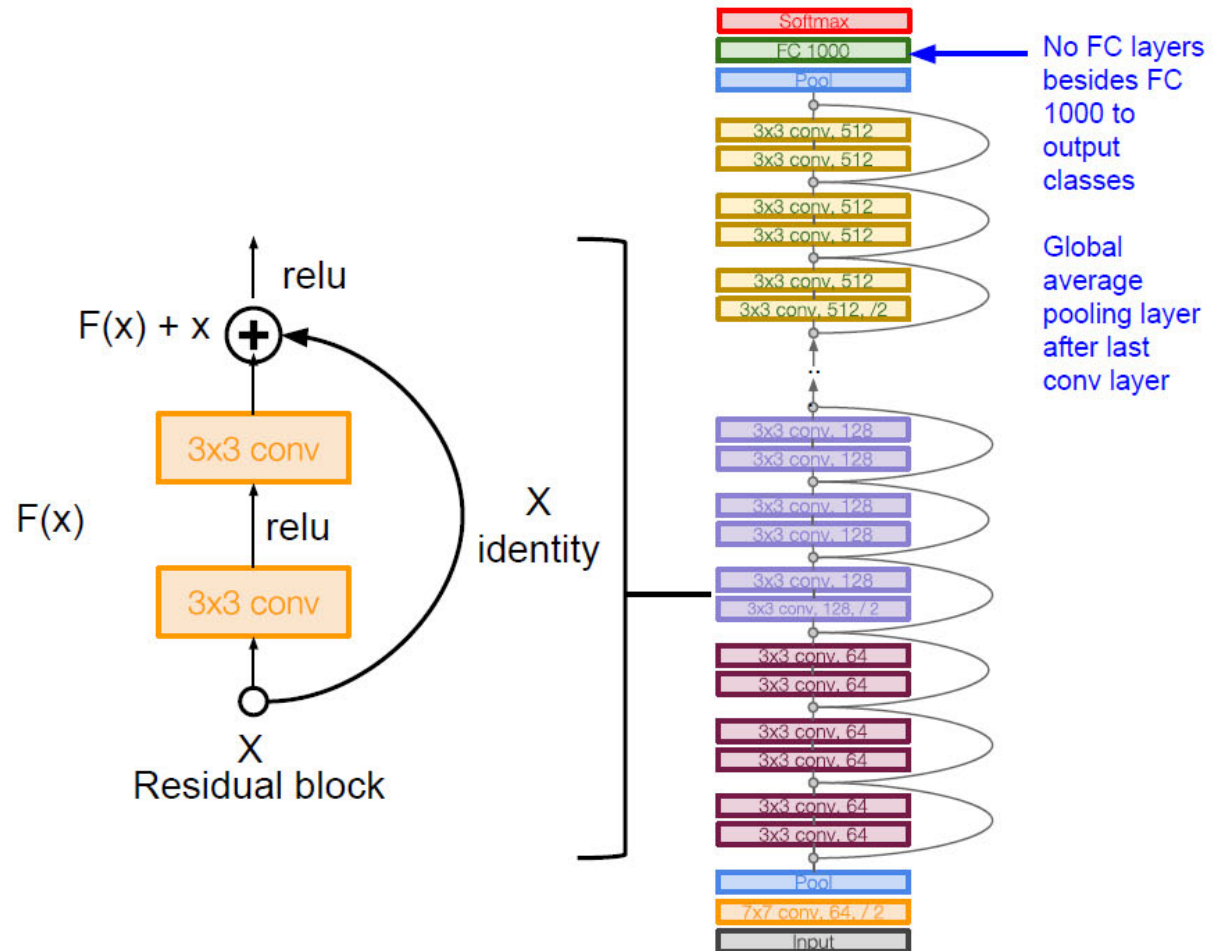 relu
F(x) + x
3x3 conv
F(x)
relu
X
identity
3x3 conv
X
Residual block
Softmax
FC 1000
Pool
3x3 conv, 512
3x3 conv, 512
3x3 conv, 512
3x3 conv, 512
3x3 conv, 512
3x3 conv, 512, /2
..
3x3 conv, 128
3x3 conv, 128
3x3 conv, 128
3x3 conv, 128
3x3 conv, 128
3x3 conv, 128, / 2
3x3 conv, 64
3x3 conv, 64
3x3 conv, 64
3x3 conv, 64
3x3 conv, 64
3x3 conv, 64
Pool
7x7 conv, 64, / 2
Input
No FC layers
besides FC
1000 to
output
classes
Global
average
pooling layer
after last
conv layer